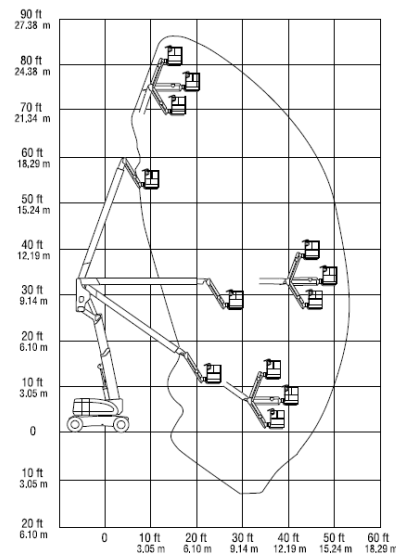 90 ft
27,38 m
80 ft
24,38 m
70 ft
21,34 m
60 ft
18,29 m
50 ft
15,24 m
40 ft
12,19 m
30 ft
9.14 m
20 ft
6.10 m
10 ft
3.05 m
0
10 ft
3,05 m
20 ft
6.10 m
0 10 ft 20 ft 30 ft 40 ft 50 ft 60 ft
3,05 m 6,10 m 9,14 m 12,19 m 15,24 m 18,29 m